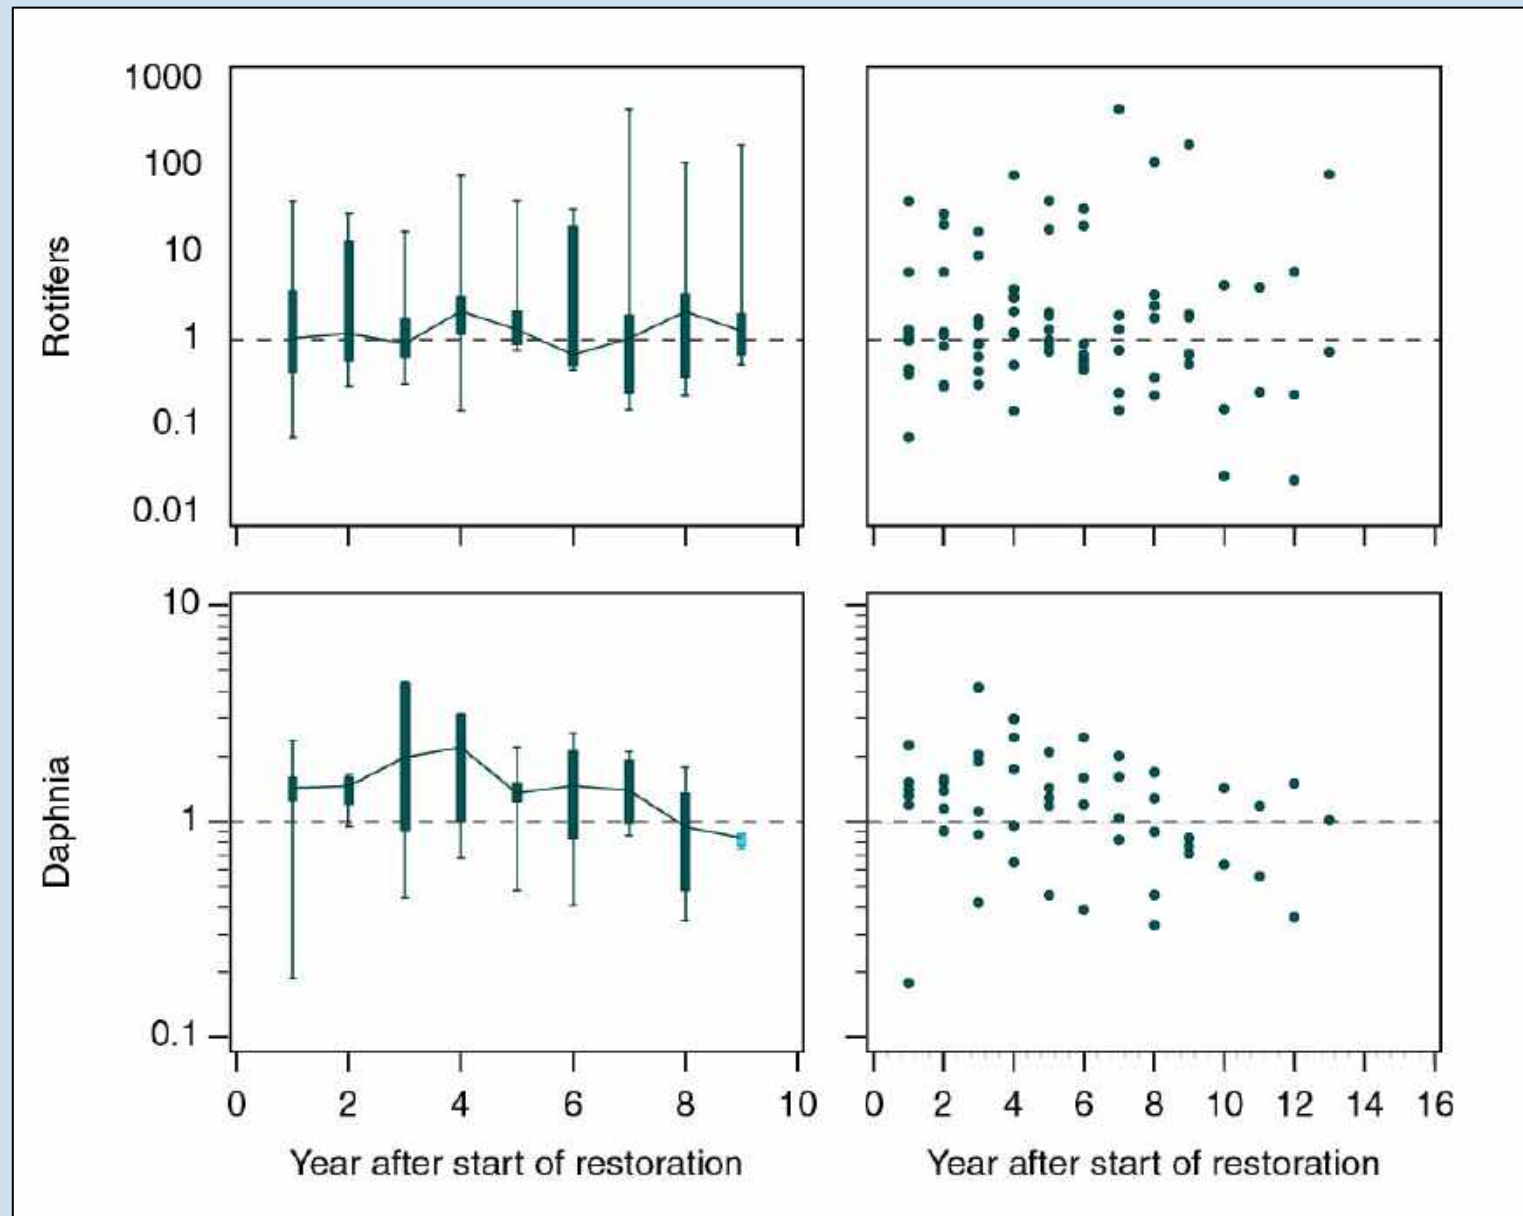 1000
100
10
1
0.1
0.01
Rotifers
10
1
0.1
Daphnia
0 2 4 6 8 10
0 2 4 6 8 10 12 14 16
Year after start of restoration
Year after start of restoration